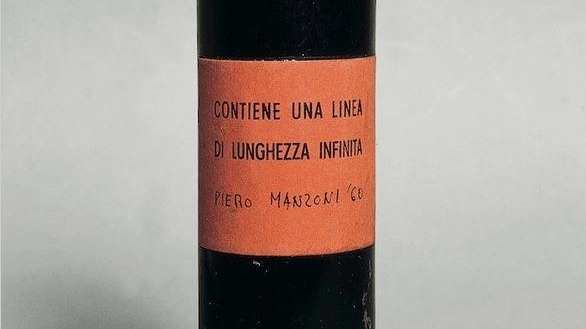 CONTIENE UNA LINEA
DI LUNGHEZZA INFINITA
PIERO MANZONI '60